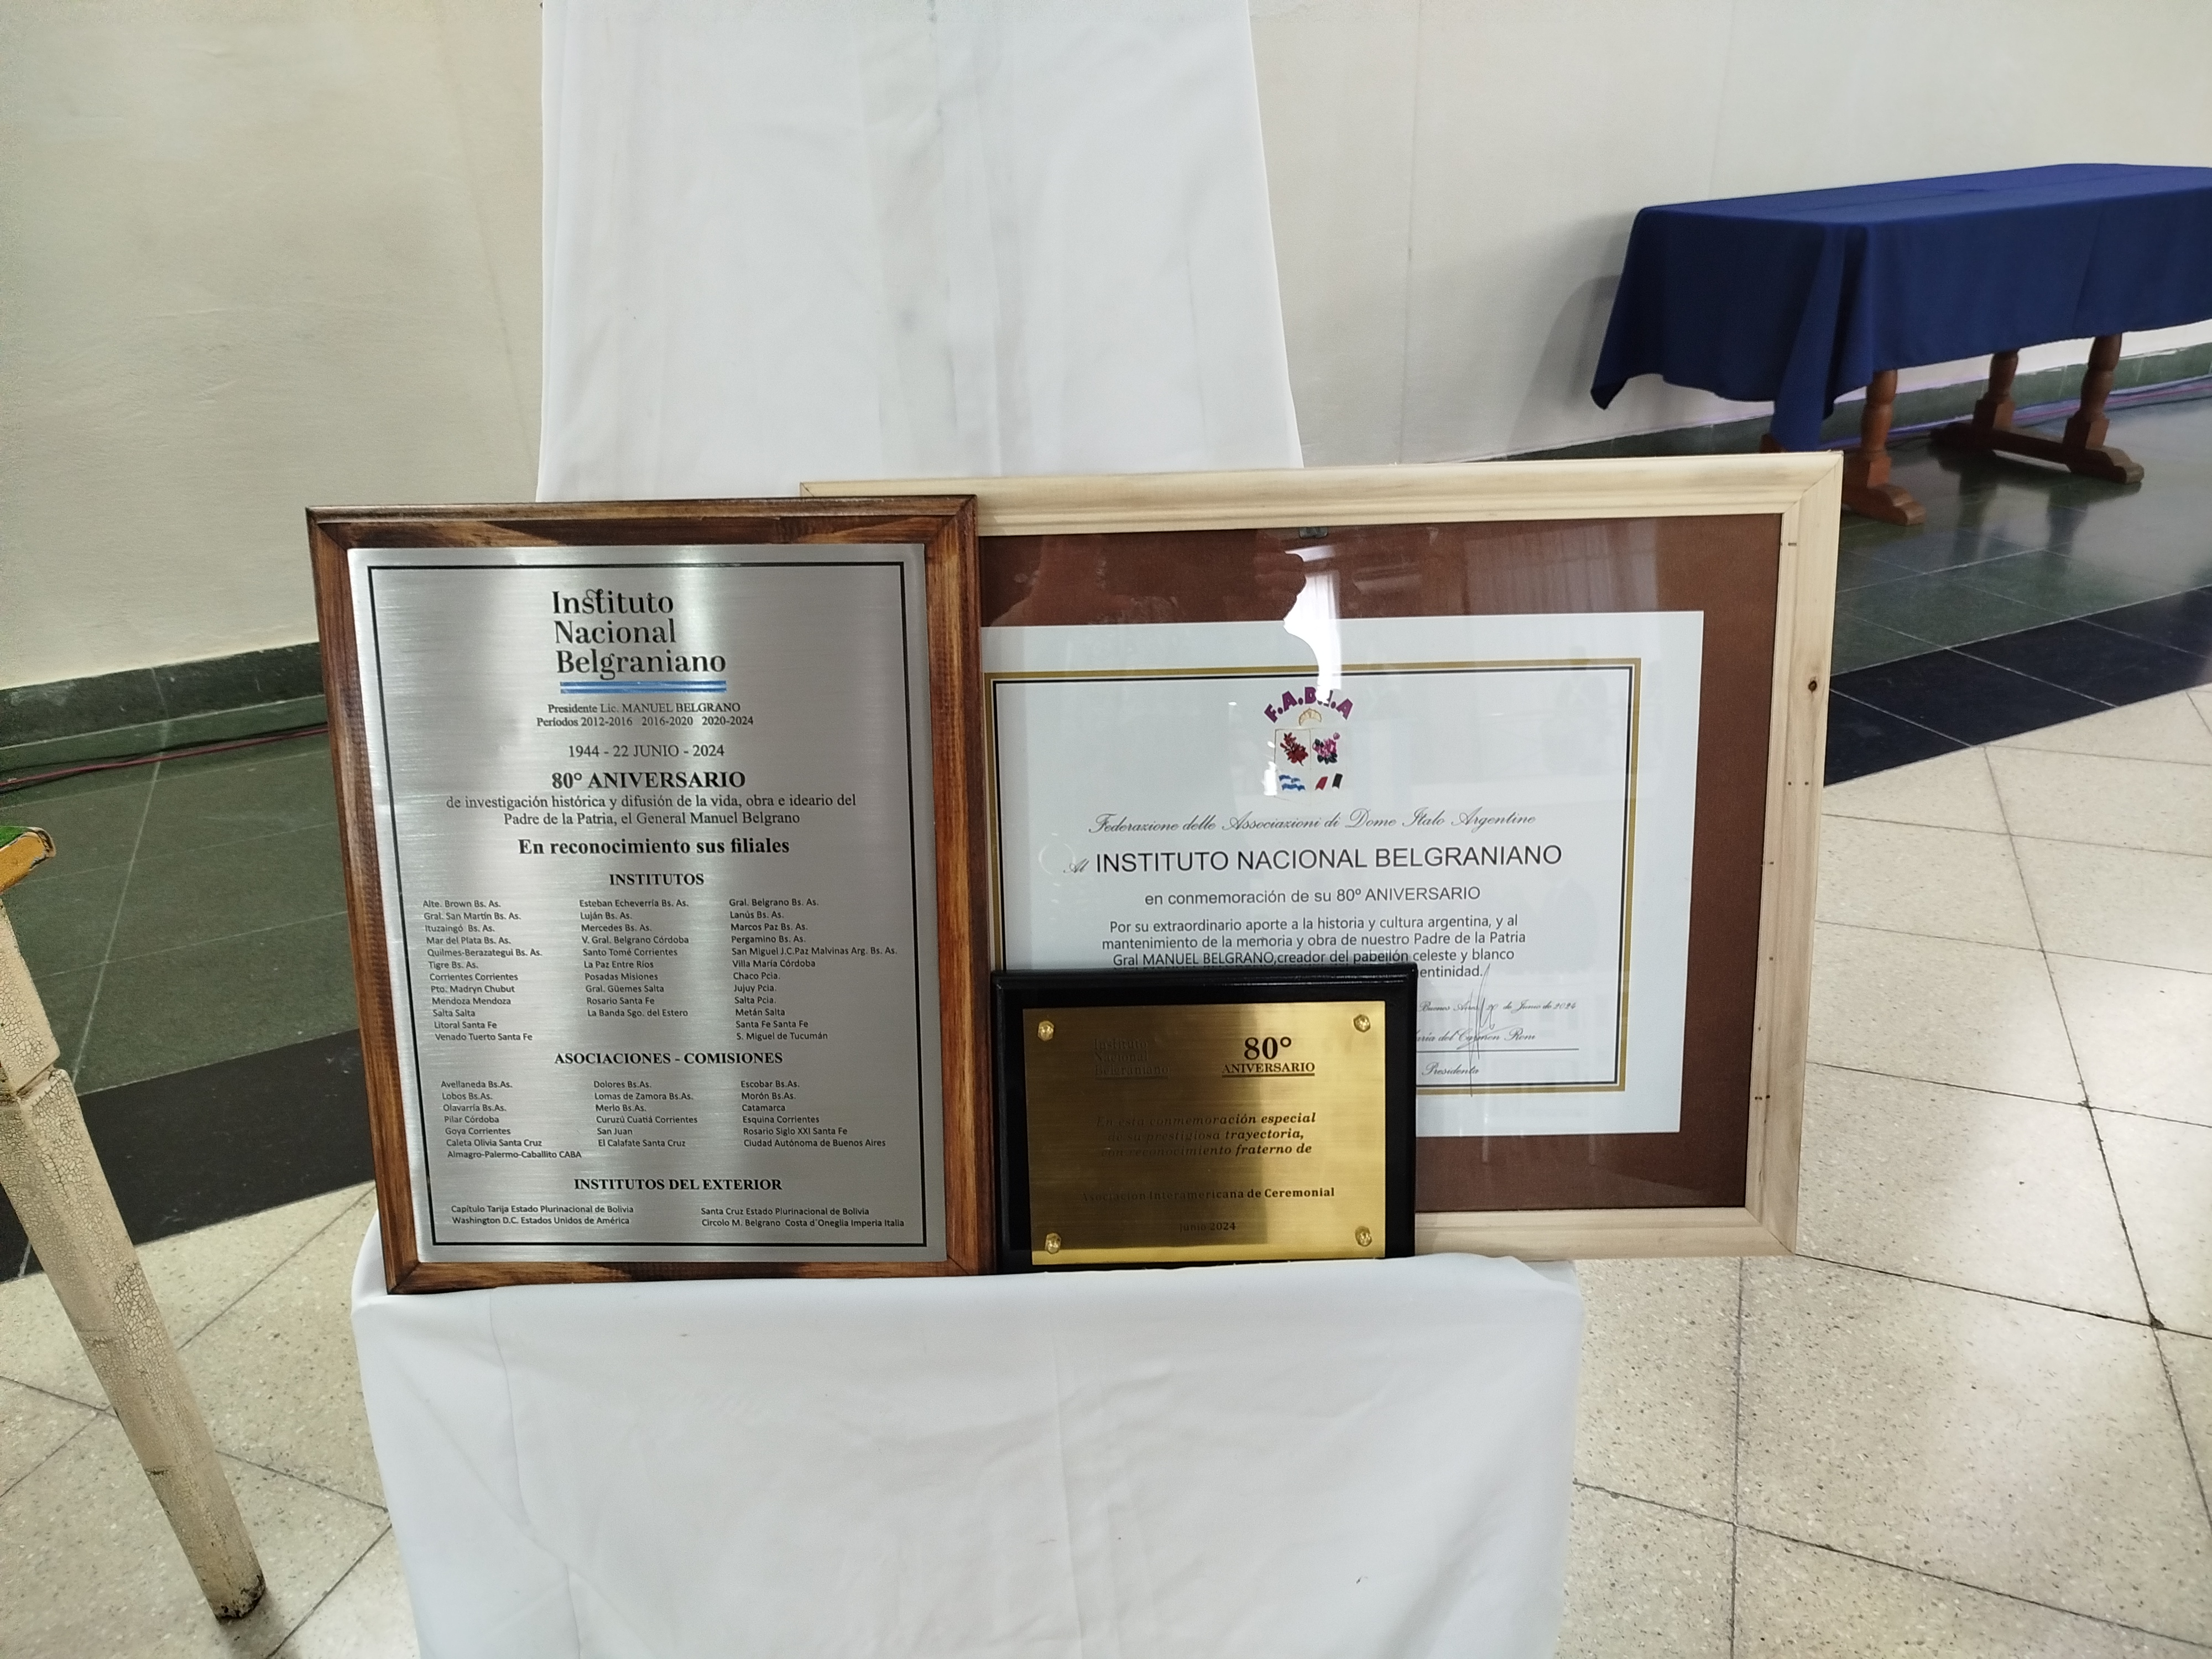 Instituto
Nacional
Belgraniano
Presidente Lic. MANUEL BELGRANO
Períodos 2012-2016 2016-2020 2020-2024
1944 - 22 JUNIO - 2024
80° ANIVERSARIO
de investigación histórica y difusión de la vida, obra e ideario del
Padre de la Patria, el General Manuel Belgrano
En reconocimiento sus filiales
INSTITUTOS
Alte. Brown Bs. As. Esteban Echeverría Bs. As. Gral. Belgrano Bs. As.
Gral. San Martín Bs. As. Luján Bs. As. Lanús Bs. As.
Ituzaingó Bs. As. Mercedes Bs. As. Marcos Paz Bs. As.
Mar del Plata Bs. As. V. Gral. Belgrano Córdoba Pergamino Bs. As.
Quilmes-Berazategui Bs. As. Santo Tomé Corrientes San Miguel J.C.Paz Malvinas Arg. Bs. As.
Tigre Bs. As. La Paz Entre Ríos Villa María Córdoba
Corrientes Corrientes Posadas Misiones Chaco Pcia.
Pto. Madryn Chubut Gral. Güemes Salta Jujuy Pcia.
Mendoza Mendoza Rosario Santa Fe Salta Pcia.
Salta Salta La Banda Sgo. del Estero Metán Salta
Litoral Santa Fe Santa Fe Santa Fe
Venado Tuerto Santa Fe S. Miguel de Tucumán
ASOCIACIONES - COMISIONES
Avellaneda Bs.As. Dolores Bs.As. Escobar Bs.As.
Lobos Bs.As. Lomas de Zamora Bs.As. Morón Bs.As.
Olavarría Bs.As. Merlo Bs.As. Catamarca
Pilar Córdoba Curuzú Cuatiá Corrientes Esquina Corrientes
Goya Corrientes San Juan Rosario Siglo XXI Santa Fe
Caleta Olivia Santa Cruz El Calafate Santa Cruz Ciudad Autónoma de Buenos Aires
Almagro-Palermo-Caballito CABA
INSTITUTOS DEL EXTERIOR
Capítulo Tarija Estado Plurinacional de Bolivia Santa Cruz Estado Plurinacional de Bolivia
Washington D.C. Estados Unidos de América Circolo M. Belgrano Costa d´Oneglia Imperia Italia
Federazione delle Associazioni di Dome Italo Argentine
Al INSTITUTO NACIONAL BELGRANIANO
en conmemoración de su 80º ANIVERSARIO
Por su extraordinario aporte a la historia y cultura argentina, y al
mantenimiento de la memoria y obra de nuestro Padre de la Patria
Gral MANUEL BELGRANO,creador del pabellón celeste y blanco
Buenos Aires, de Junio de 2024
del Carmen
Presidenta
Instituto
Nacional
Belgraniano
80°
ANIVERSARIO
En esta conmemoración especial
de su prestigiosa trayectoria,
con reconocimiento fraterno de
Asociación Interamericana de Ceremonial
Junio 2024